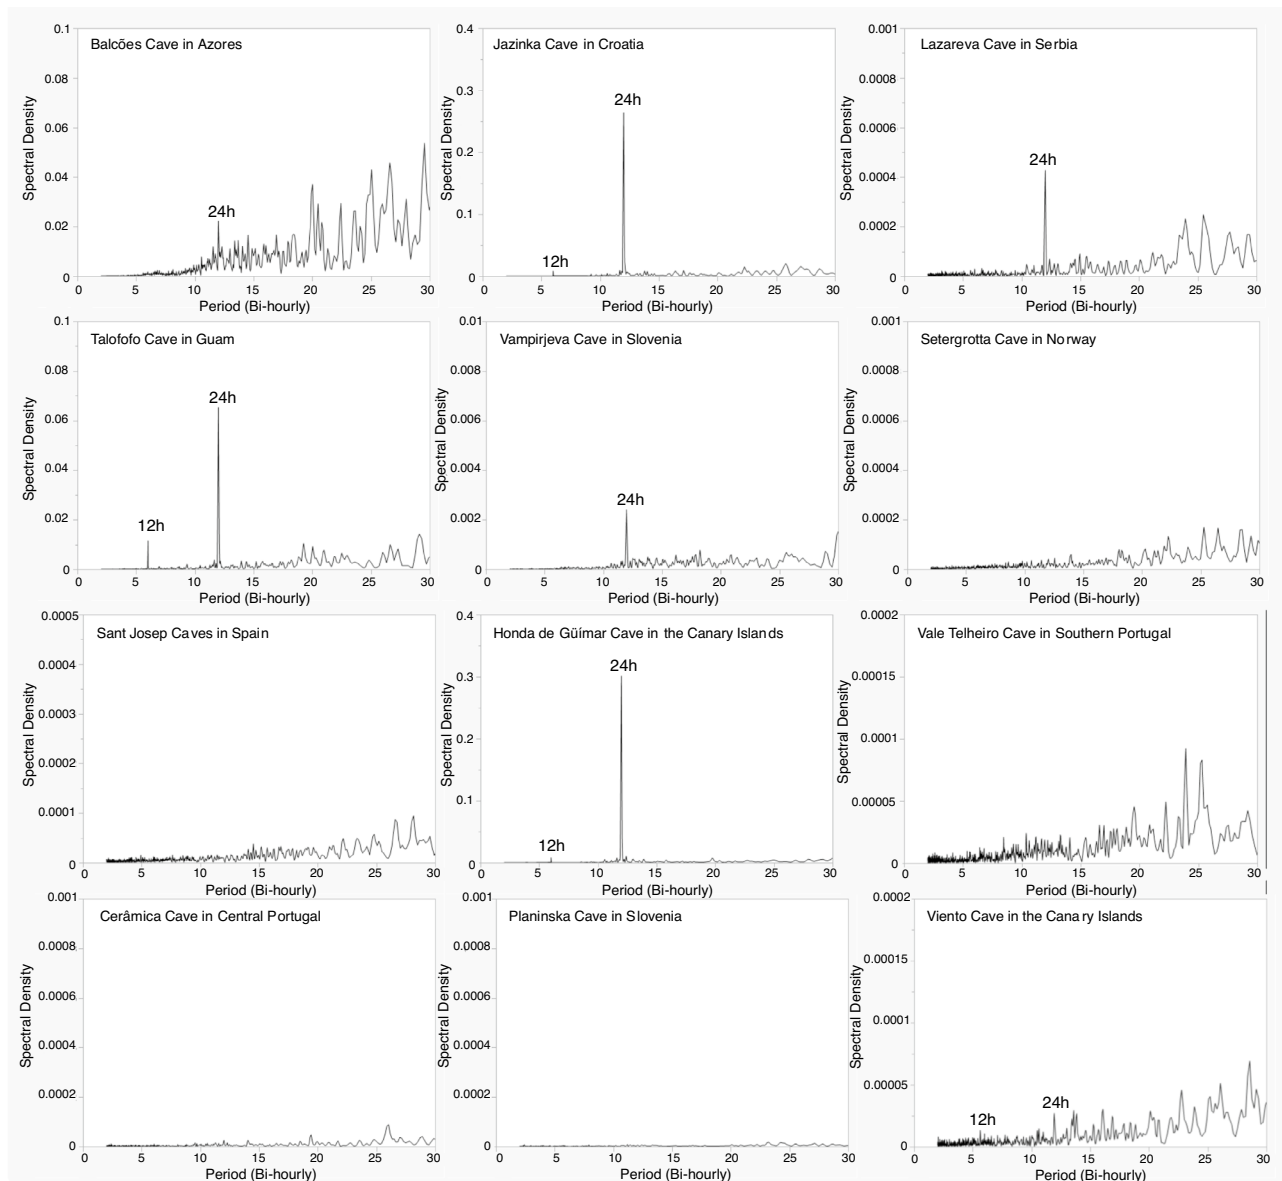 Balcões Cave in Azores
Spectral Density
0.1
0.08
0.06
0.04
0.02
0
24h
0 5 10 15 20 25 30
Period (Bi-hourly)
Jazinka Cave in Croatia
Spectral Density
0.4
0.3
0.2
0.1
0
24h
12h
0 5 10 15 20 25 30
Period (Bi-hourly)
Lazareva Cave in Serbia
Spectral Density
0.001
0.0008
0.0006
0.0004
0.0002
0
24h
0 5 10 15 20 25 30
Period (Bi-hourly)
Talofofo Cave in Guam
Spectral Density
0.1
0.08
0.06
0.04
0.02
0
24h
12h
0 5 10 15 20 25 30
Period (Bi-hourly)
Vampirjeva Cave in Slovenia
Spectral Density
0.01
0.008
0.006
0.004
0.002
0
24h
0 5 10 15 20 25 30
Period (Bi-hourly)
Setergrotta Cave in Norway
Spectral Density
0.001
0.0008
0.0006
0.0004
0.0002
0
0 5 10 15 20 25 30
Period (Bi-hourly)
Sant Josep Caves in Spain
Spectral Density
0.0005
0.0004
0.0003
0.0002
0.0001
0
0 5 10 15 20 25 30
Period (Bi-hourly)
Honda de Güímar Cave in the Canary Islands
Spectral Density
0.4
0.3
0.2
0.1
0
24h
12h
0 5 10 15 20 25 30
Period (Bi-hourly)
Vale Telheiro Cave in Southern Portugal
Spectral Density
0.0002
0.00015
0.0001
0.00005
0
0 5 10 15 20 25 30
Period (Bi-hourly)
Cerâmica Cave in Central Portugal
Spectral Density
0.001
0.0008
0.0006
0.0004
0.0002
0
0 5 10 15 20 25 30
Period (Bi-hourly)
Planinska Cave in Slovenia
Spectral Density
0.001
0.0008
0.0006
0.0004
0.0002
0
0 5 10 15 20 25 30
Period (Bi-hourly)
Viento Cave in the Canary Islands
Spectral Density
0.0002
0.00015
0.0001
0.00005
0
24h
12h
0 5 10 15 20 25 30
Period (Bi-hourly)